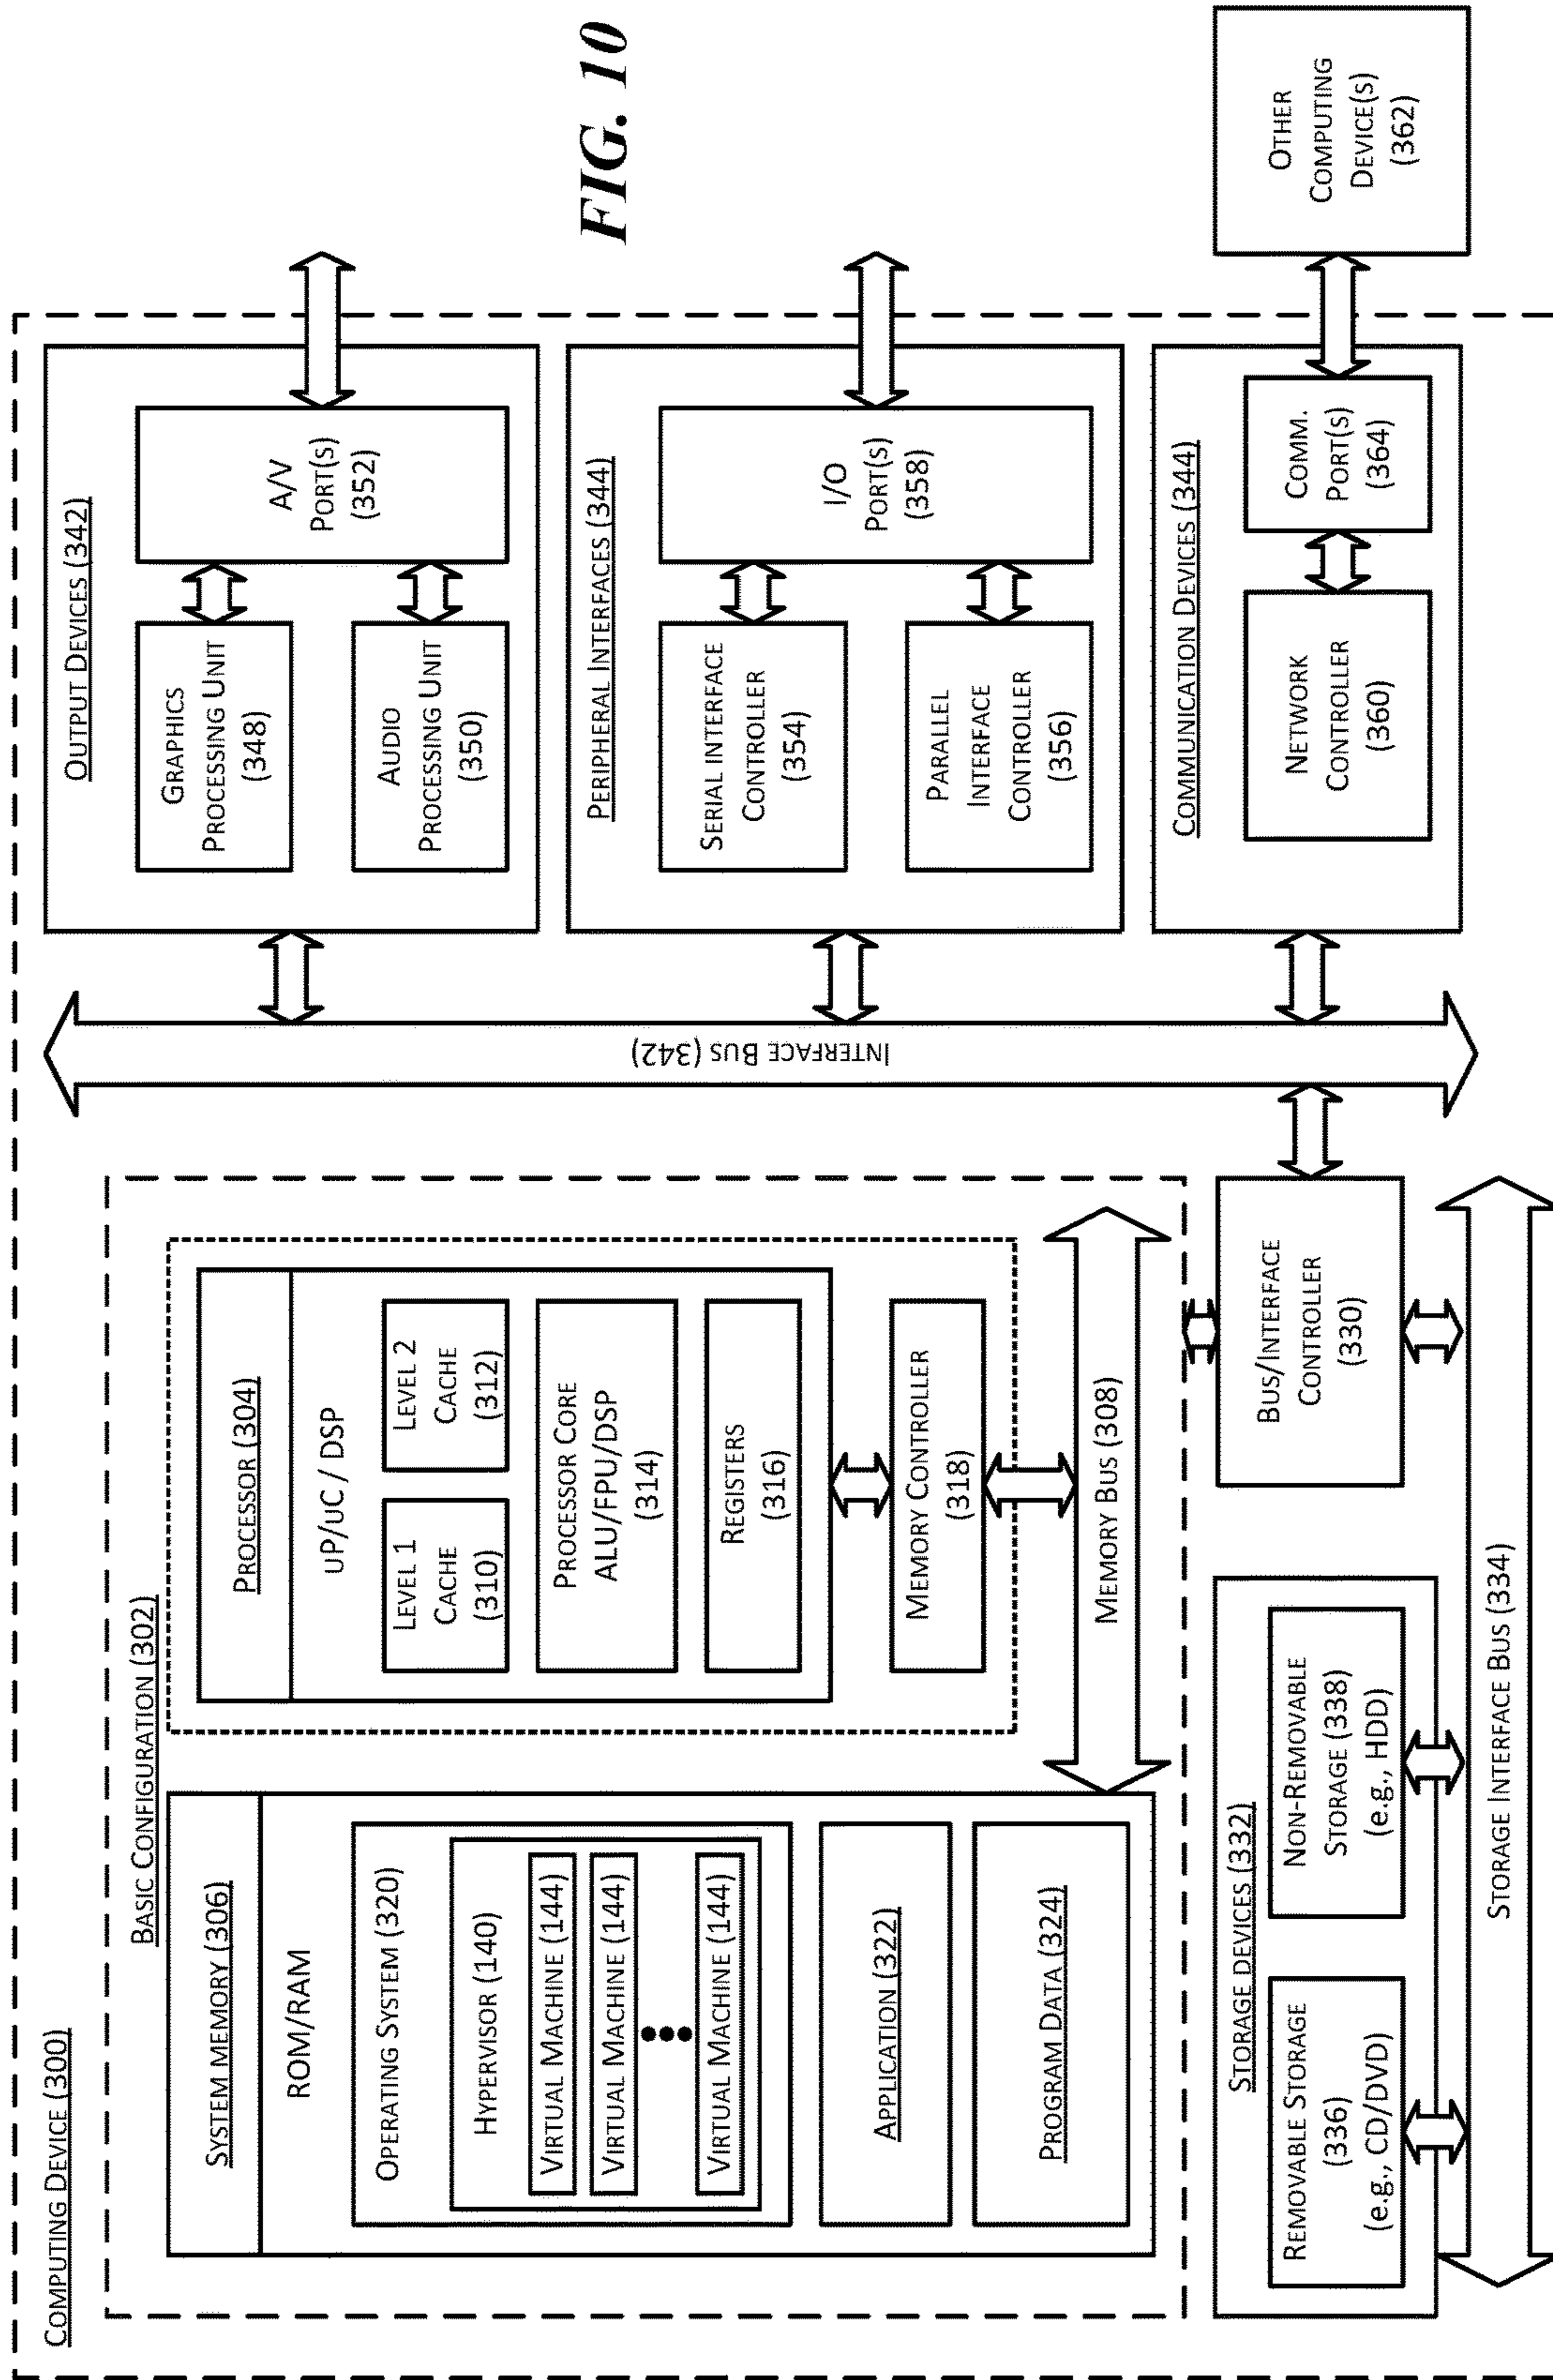 COMPUTING DEVICE (300)
BASIC CONFIGURATION (302)
SYSTEM MEMORY (306)
ROM/RAM
OPERATING SYSTEM (320)
HYPERVISOR (140)
VIRTUAL MACHINE (144)
VIRTUAL MACHINE (144)
VIRTUAL MACHINE (144)
APPLICATION (322)
PROGRAM DATA (324)
PROCESSOR (304)
uP/uC / DSP
LEVEL 1
CACHE
(310)
LEVEL 2
CACHE
(312)
PROCESSOR CORE
ALU/FPU/DSP
(314)
REGISTERS
(316)
MEMORY CONTROLLER
(318)
MEMORY BUS (308)
BUS/INTERFACE
CONTROLLER
(330)
STORAGE DEVICES (332)
REMOVABLE STORAGE
(336)
(e.g., CD/DVD)
NON-REMOVABLE
STORAGE (338)
(e.g., HDD)
STORAGE INTERFACE BUS (334)
INTERFACE BUS (342)
OUTPUT DEVICES (342)
GRAPHICS
PROCESSING UNIT
(348)
AUDIO
PROCESSING UNIT
(350)
A/V
PORT(s)
(352)
PERIPHERAL INTERFACES (344)
SERIAL INTERFACE
CONTROLLER
(354)
PARALLEL
INTERFACE
CONTROLLER
(356)
I/O
PORT(s)
(358)
COMMUNICATION DEVICES (344)
NETWORK
CONTROLLER
(360)
COMM.
PORT(s)
(364)
OTHER
COMPUTING
DEVICE(s)
(362)
FIG. 10